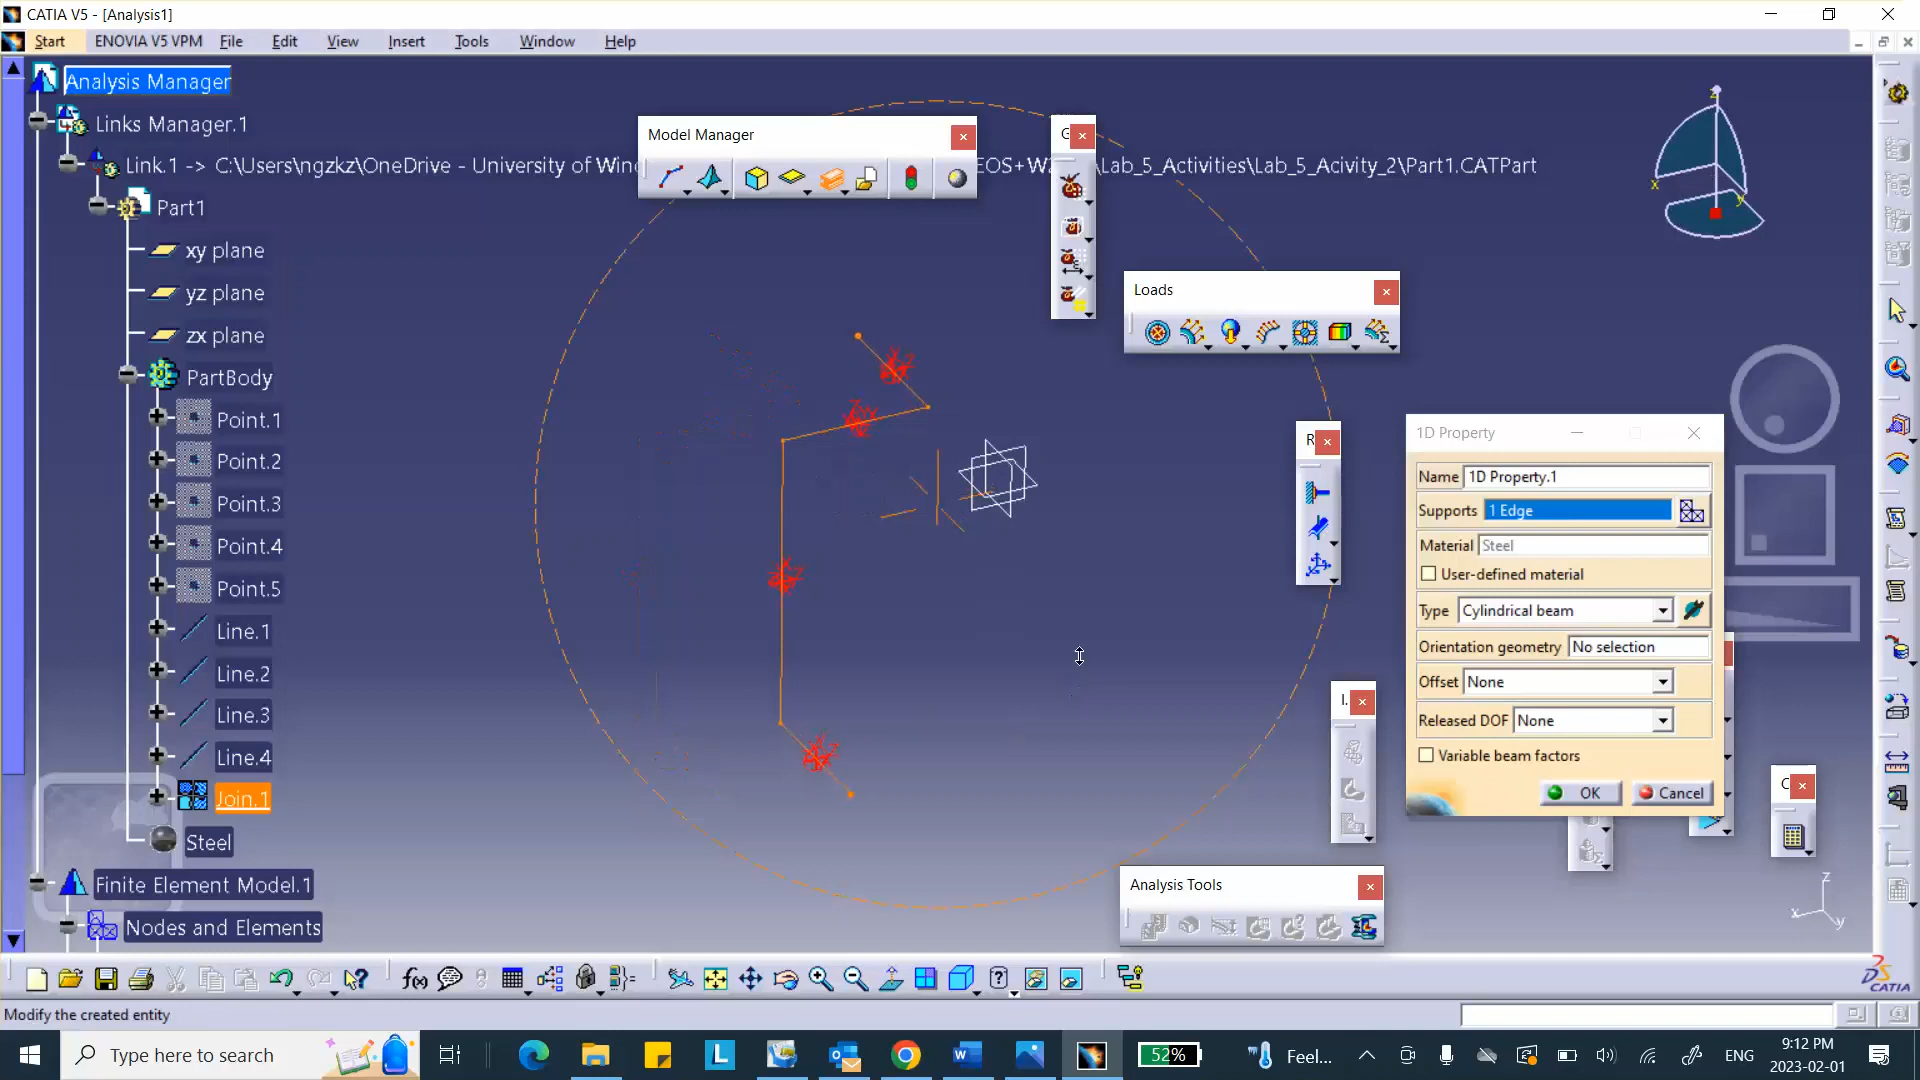 CATIA V5 - [Analysis1]
Start ENOVIA V5 VPM File Edit View Insert Tools Window Help
Analysis Manager
Links Manager.1
Link.1 -> C:\Users\ngzkz\OneDrive - University of Winc
EOS+W2
\Lab_5_Activities\Lab_5_Acivity_2\Part1.CATPart
Part1
xy plane
yz plane
zx plane
PartBody
Point.1
Point.2
Point.3
Point.4
Point.5
Line.1
Line.2
Line.3
Line.4
Join.1
Steel
Finite Element Model.1
Nodes and Elements
Model Manager
G
Loads
R
I.
C
Analysis Tools
z
x
y
1D Property
Name 1D Property.1
Supports 1 Edge
Material Steel
User-defined material
Type Cylindrical beam
Orientation geometry No selection
Offset None
Released DOF None
Variable beam factors
OK Cancel
z
x
y
f(x)
CATIA
Modify the created entity
Type here to search
52%
Feel...
ENG
9:12 PM
2023-02-01